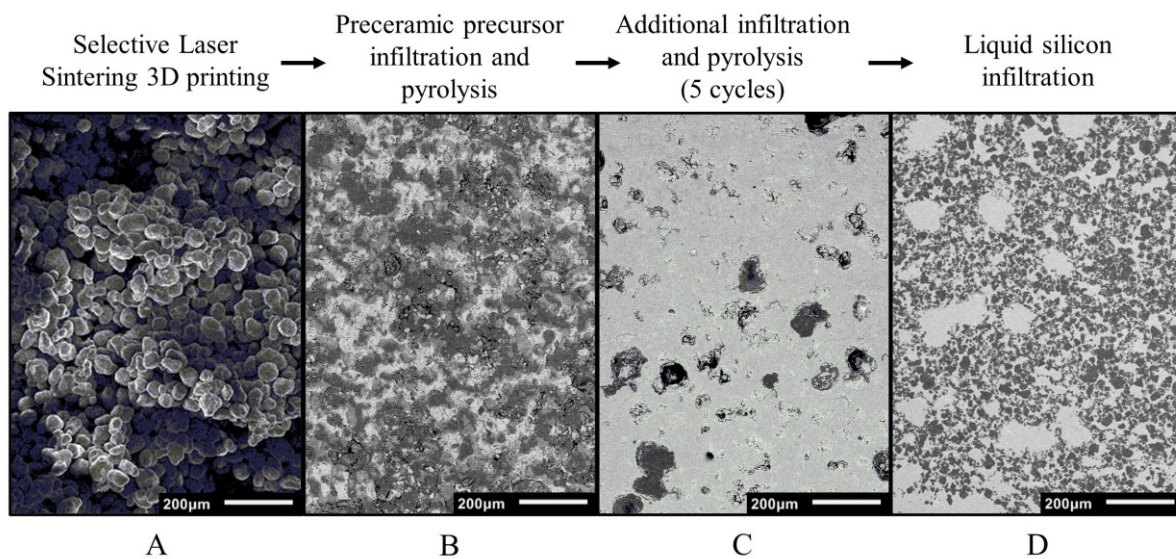 Selective Laser
Sintering 3D printing
Preceramic precursor
infiltration and
pyrolysis
Additional infiltration
and pyrolysis
(5 cycles)
Liquid silicon
infiltration
200μm
200μm
200μm
200μm
A
B
C
D